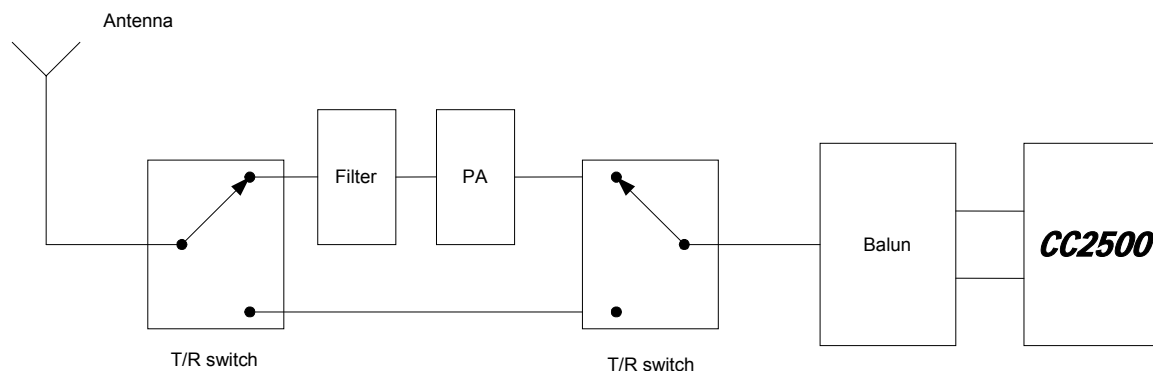 Antenna
Filter
PA
Balun
CC2500
T/R switch
T/R switch